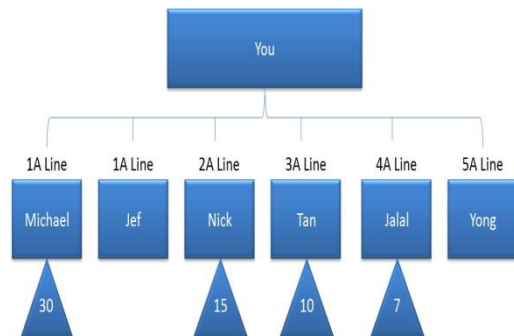 You
1A Line 1A Line 2A Line 3A Line 4A Line 5A Line
Michael Jef Nick Tan Jalal Yong
30 15 10 7